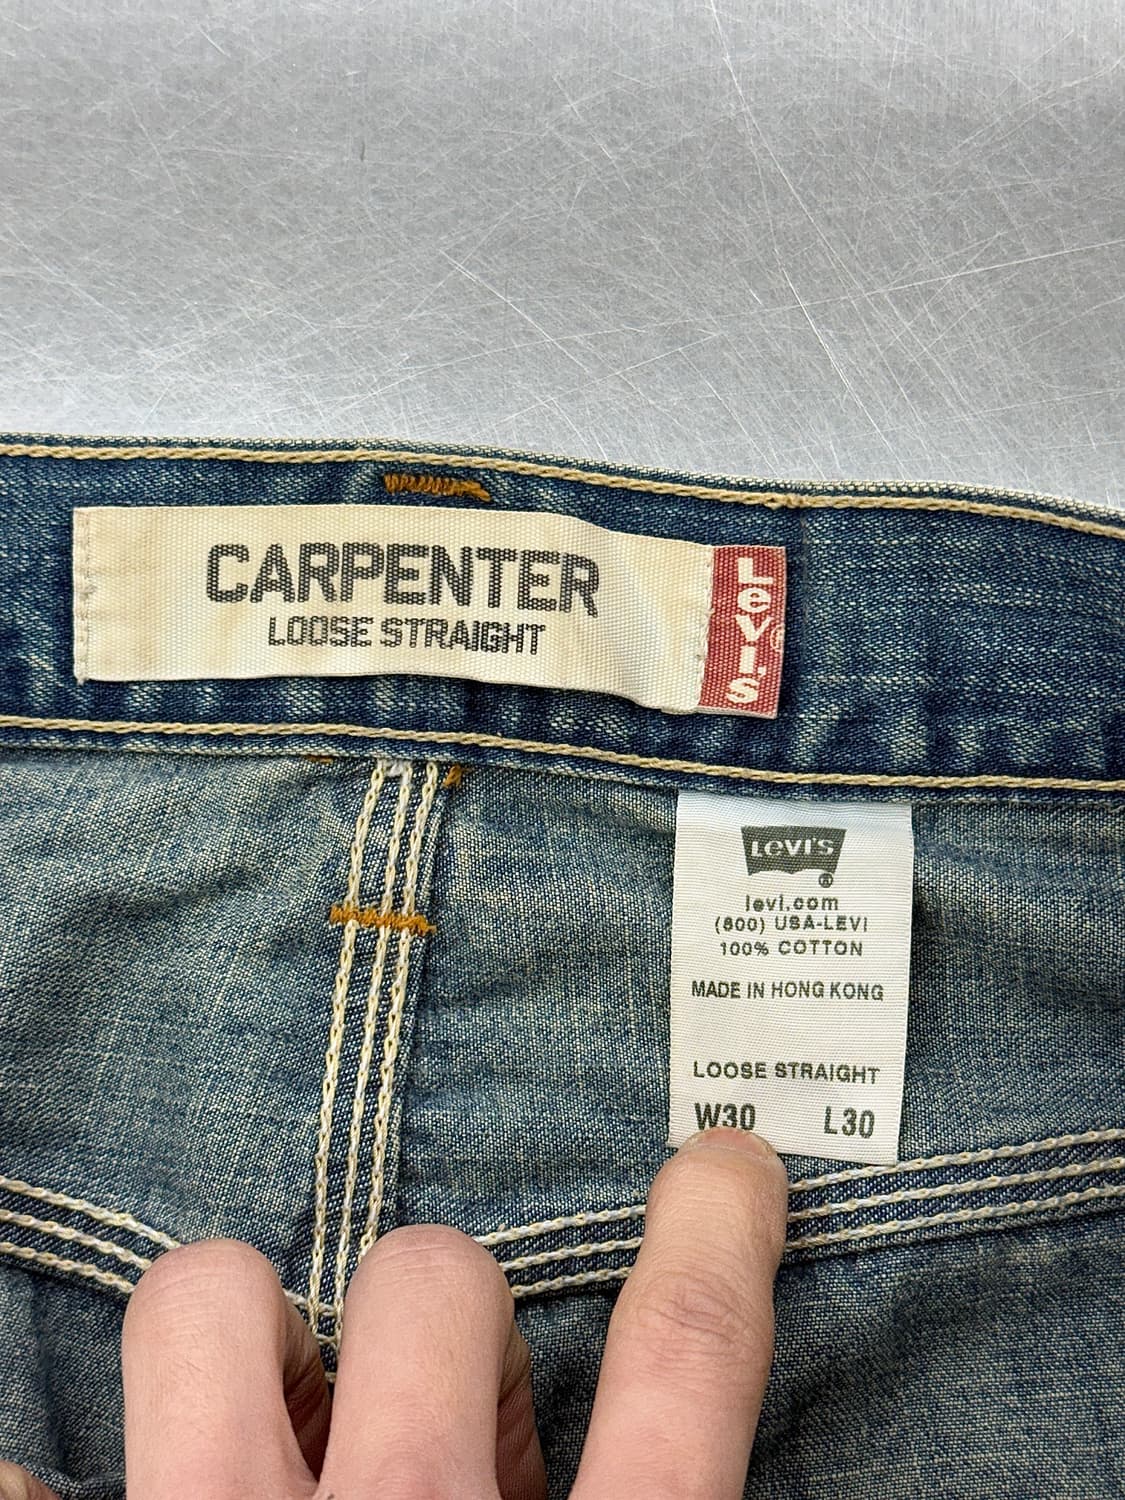 CARPENTER
LOOSE STRAIGHT
Levi's
LEVI'S
®
levi.com
(800) USA-LEVI
100% COTTON
MADE IN HONG KONG
LOOSE STRAIGHT
W30 L30